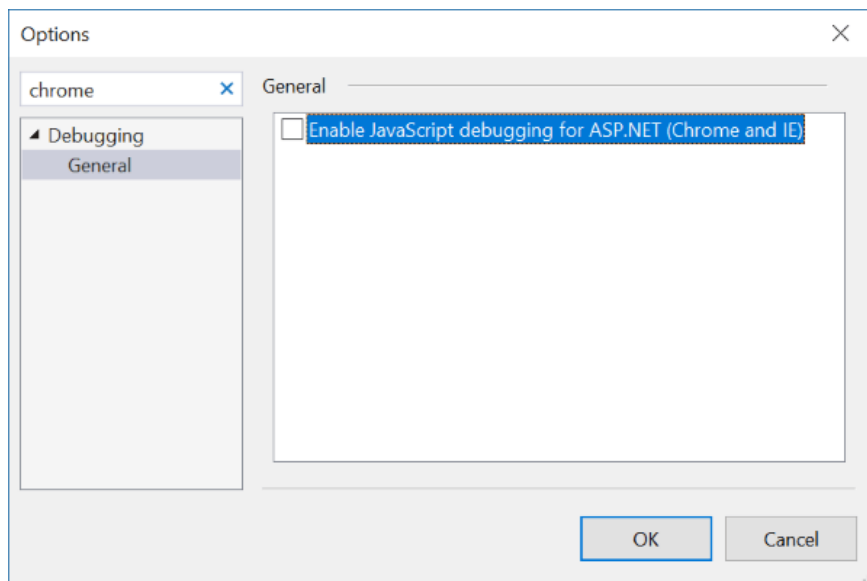 Options
chrome
General
Debugging
General
Enable JavaScript debugging for ASP.NET (Chrome and IE)
OK
Cancel